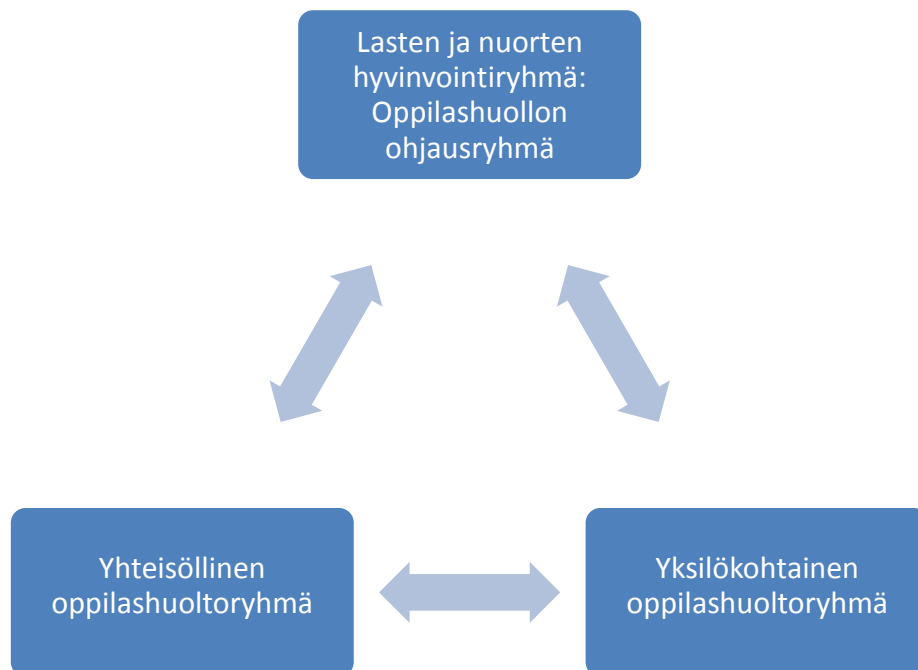 Lasten ja nuorten
hyvinvointiryhmä:
Oppilashuollon
ohjausryhmä
Yhteisöllinen
oppilashuoltoryhmä
Yksilökohtainen
oppilashuoltoryhmä